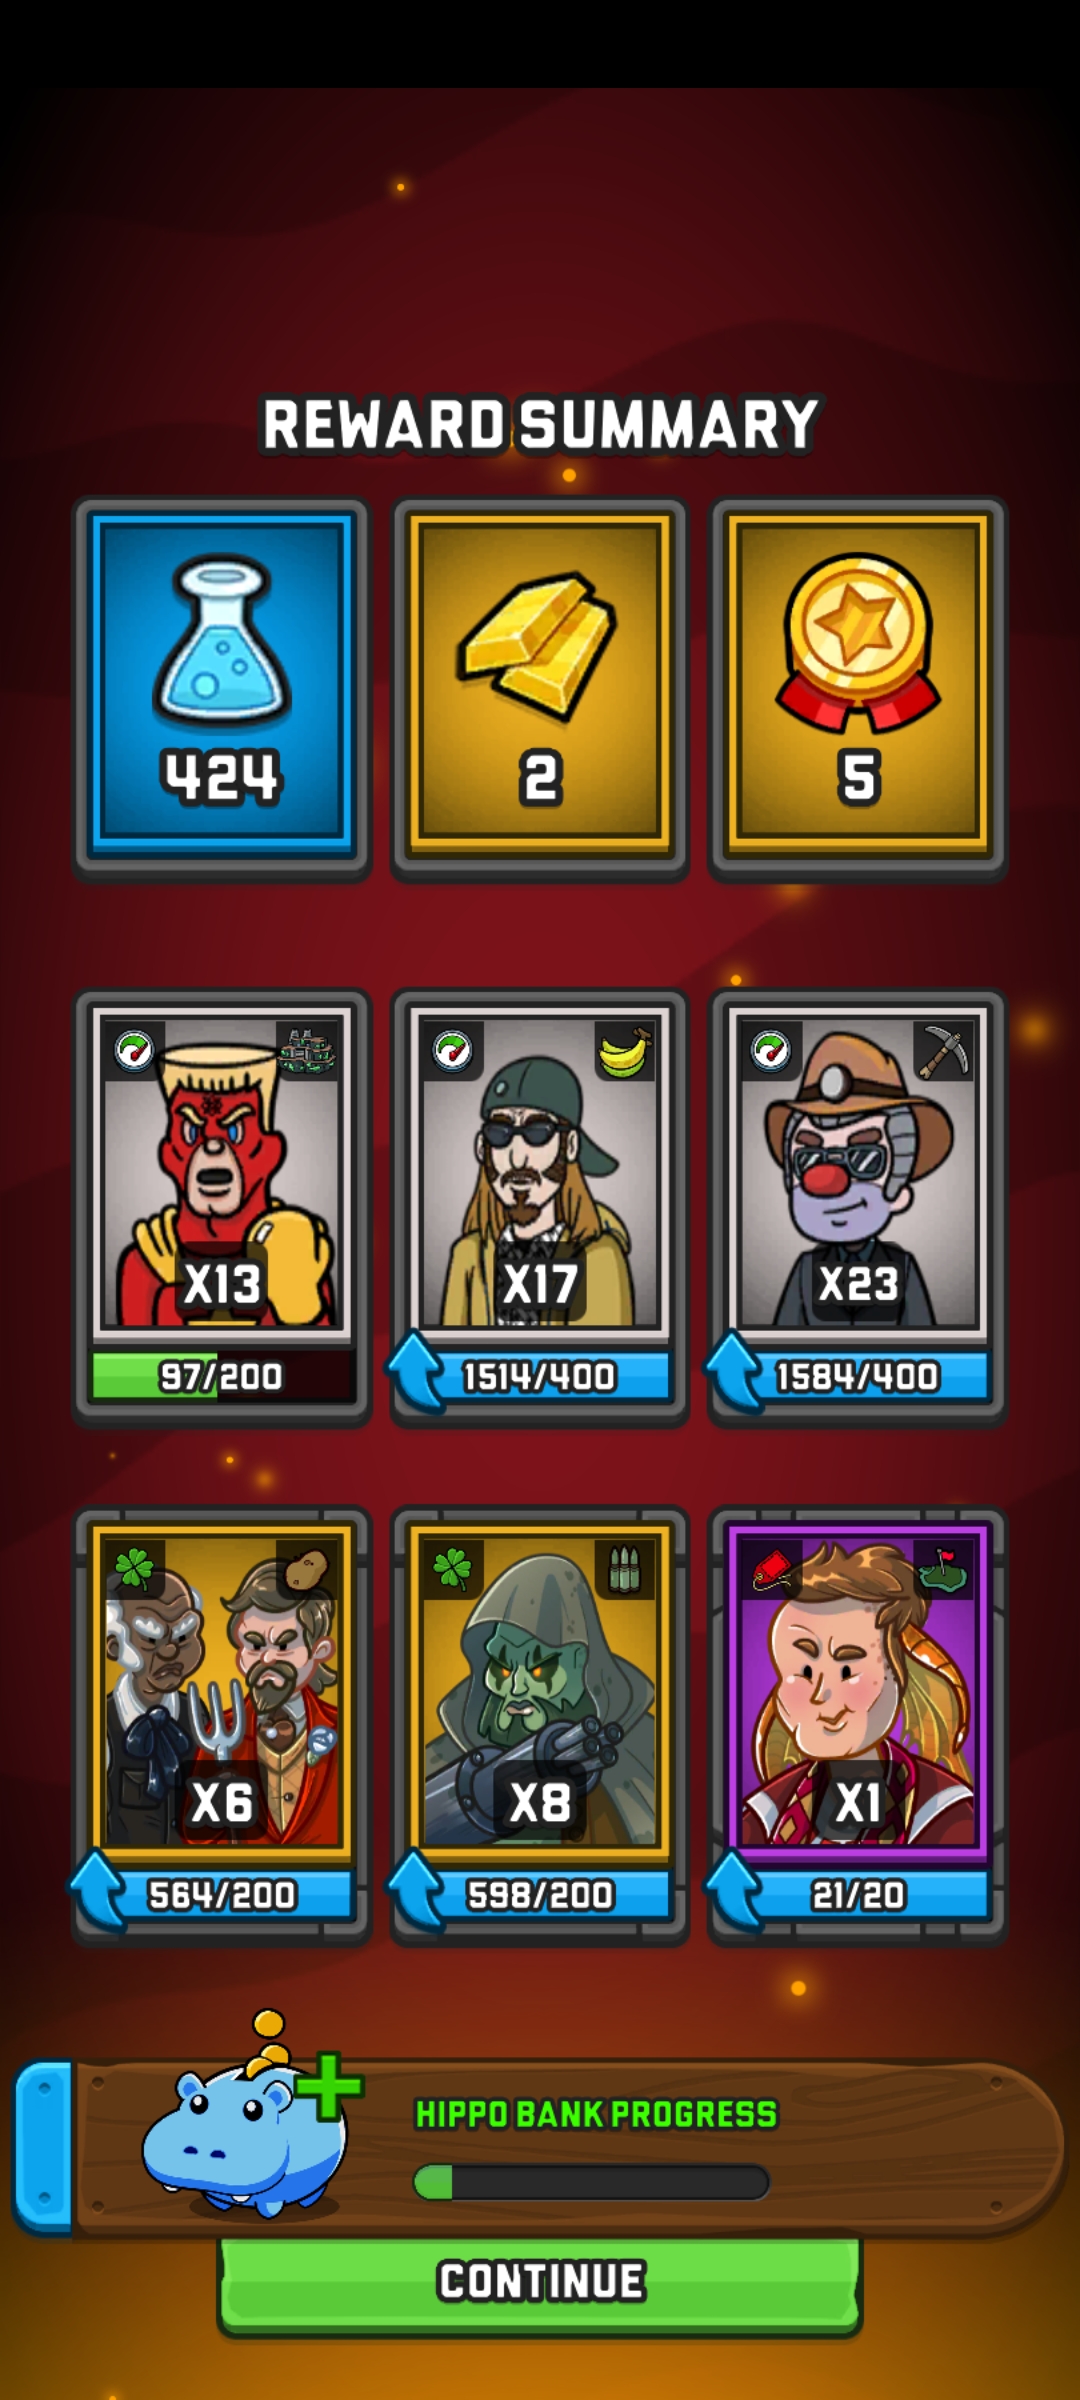 REWARD SUMMARY
424
2
5
X13
X17
X23
97/200
1514/400
1584/400
X6
X8
X1
564/200
598/200
21/20
HIPPO BANK PROGRESS
CONTINUE